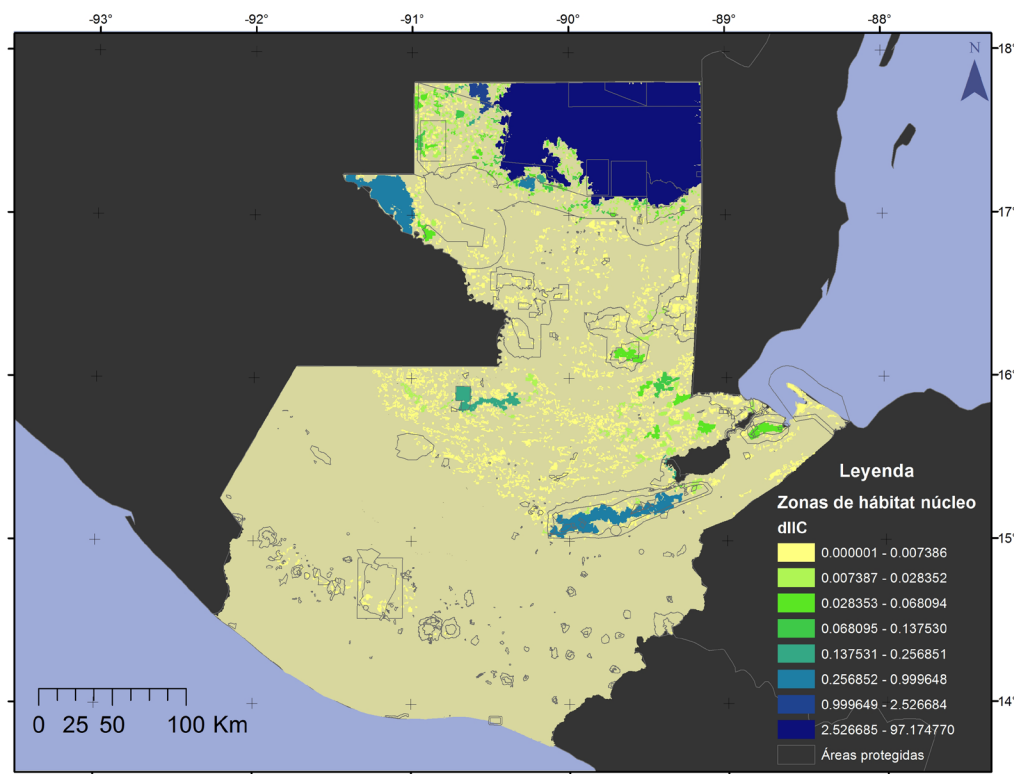 -93° -92° -91° -90° -89° -88°
N
-18°
-17°
-16°
-15°
-14°
Leyenda
Zonas de hábitat núcleo
dIIC
0.000001 - 0.007386
0.007387 - 0.028352
0.028353 - 0.068094
0.068095 - 0.137530
0.137531 - 0.256851
0.256852 - 0.999648
0.999649 - 2.526684
2.526685 - 97.174770
Áreas protegidas
0 25 50 100 Km